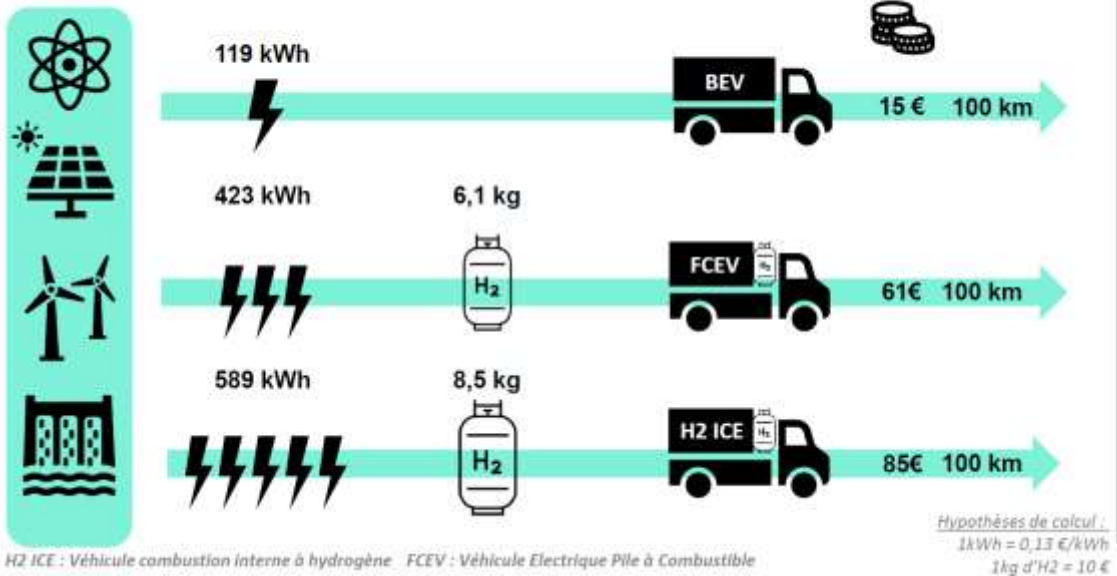 119 kWh
BEV
15 € 100 km
423 kWh
6,1 kg
H₂
FCEV
H₂
61€ 100 km
589 kWh
8,5 kg
H₂
H2 ICE
H₂
85€ 100 km
Hypothèses de calcul :
1kWh = 0,13 €/kWh
1kg d'H2 = 10 €
H2 ICE : Véhicule combustion interne à hydrogène FCEV : Véhicule Electrique Pile à Combustible